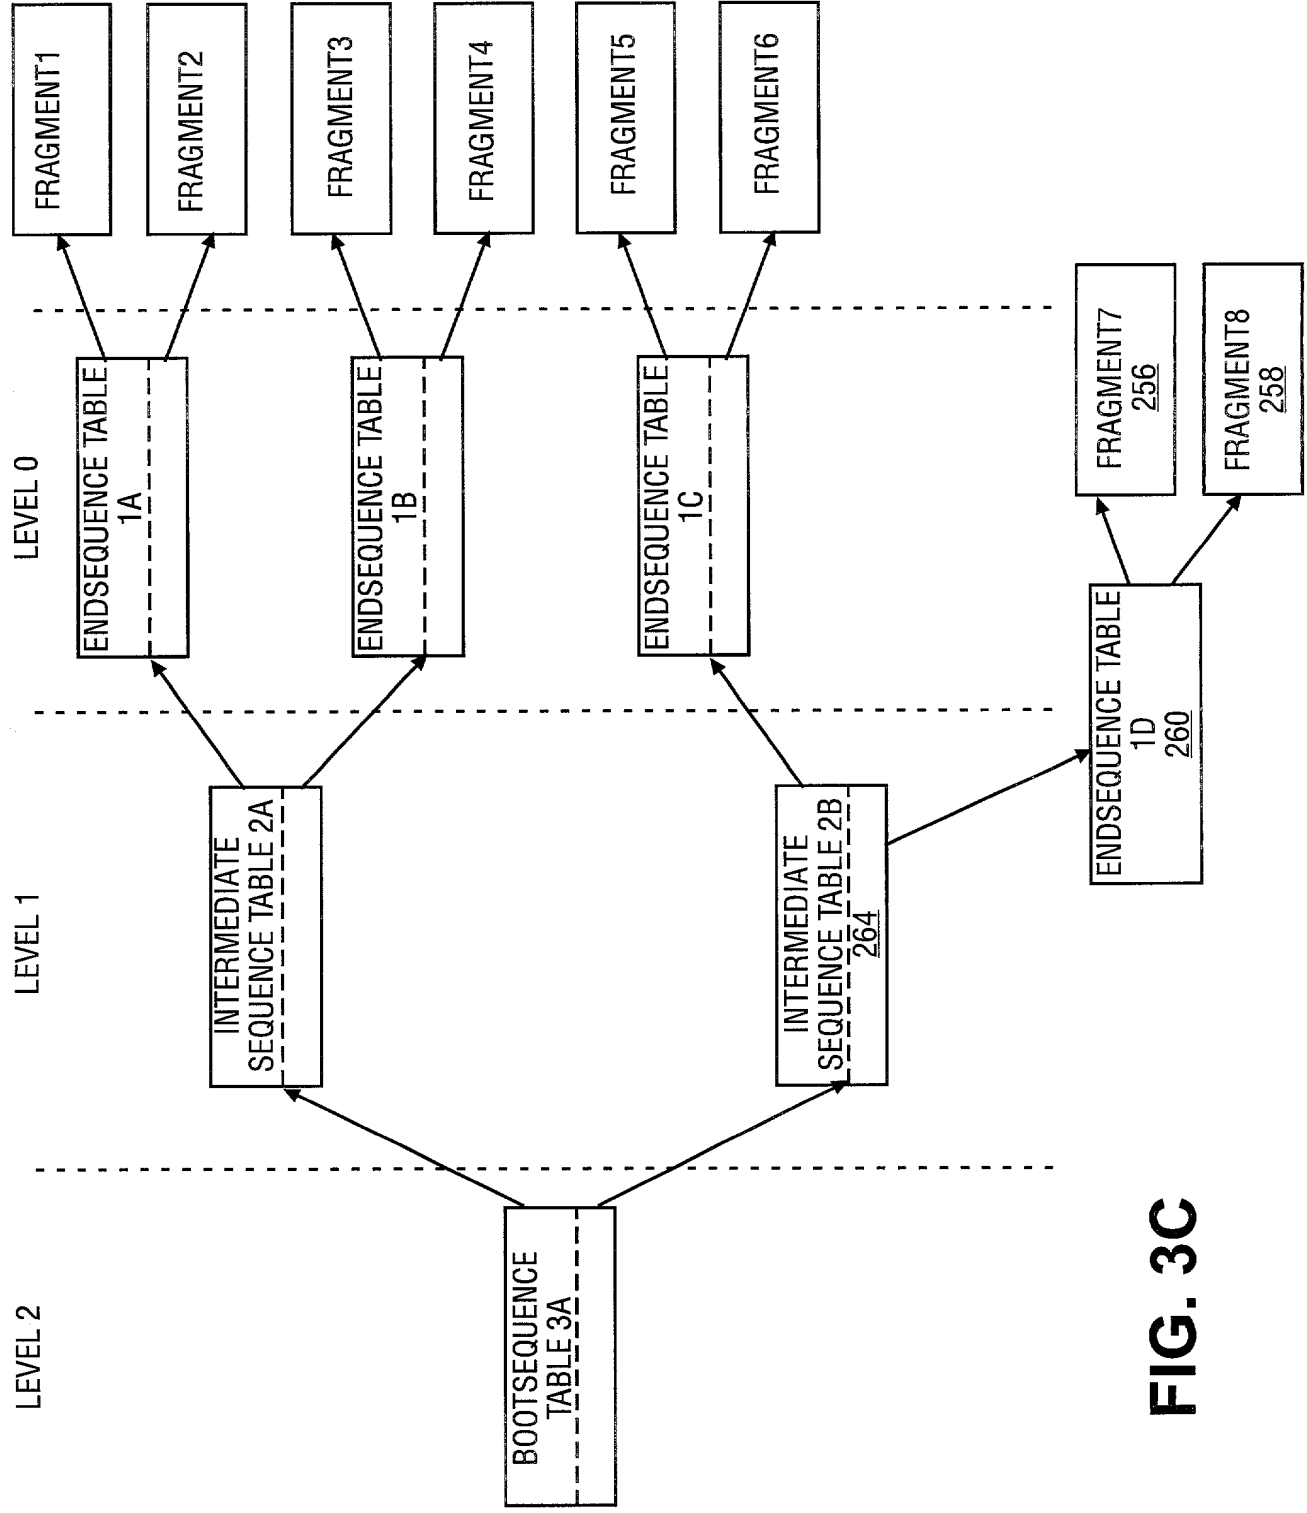 LEVEL 2
LEVEL 1
LEVEL 0
BOOTSEQUENCE
TABLE 3A
INTERMEDIATE
SEQUENCE TABLE 2A
INTERMEDIATE
SEQUENCE TABLE 2B
264
ENDSEQUENCE TABLE
1A
ENDSEQUENCE TABLE
1B
ENDSEQUENCE TABLE
1C
ENDSEQUENCE TABLE
1D
260
FRAGMENT1
FRAGMENT2
FRAGMENT3
FRAGMENT4
FRAGMENT5
FRAGMENT6
FRAGMENT7
256
FRAGMENT8
258
FIG. 3C